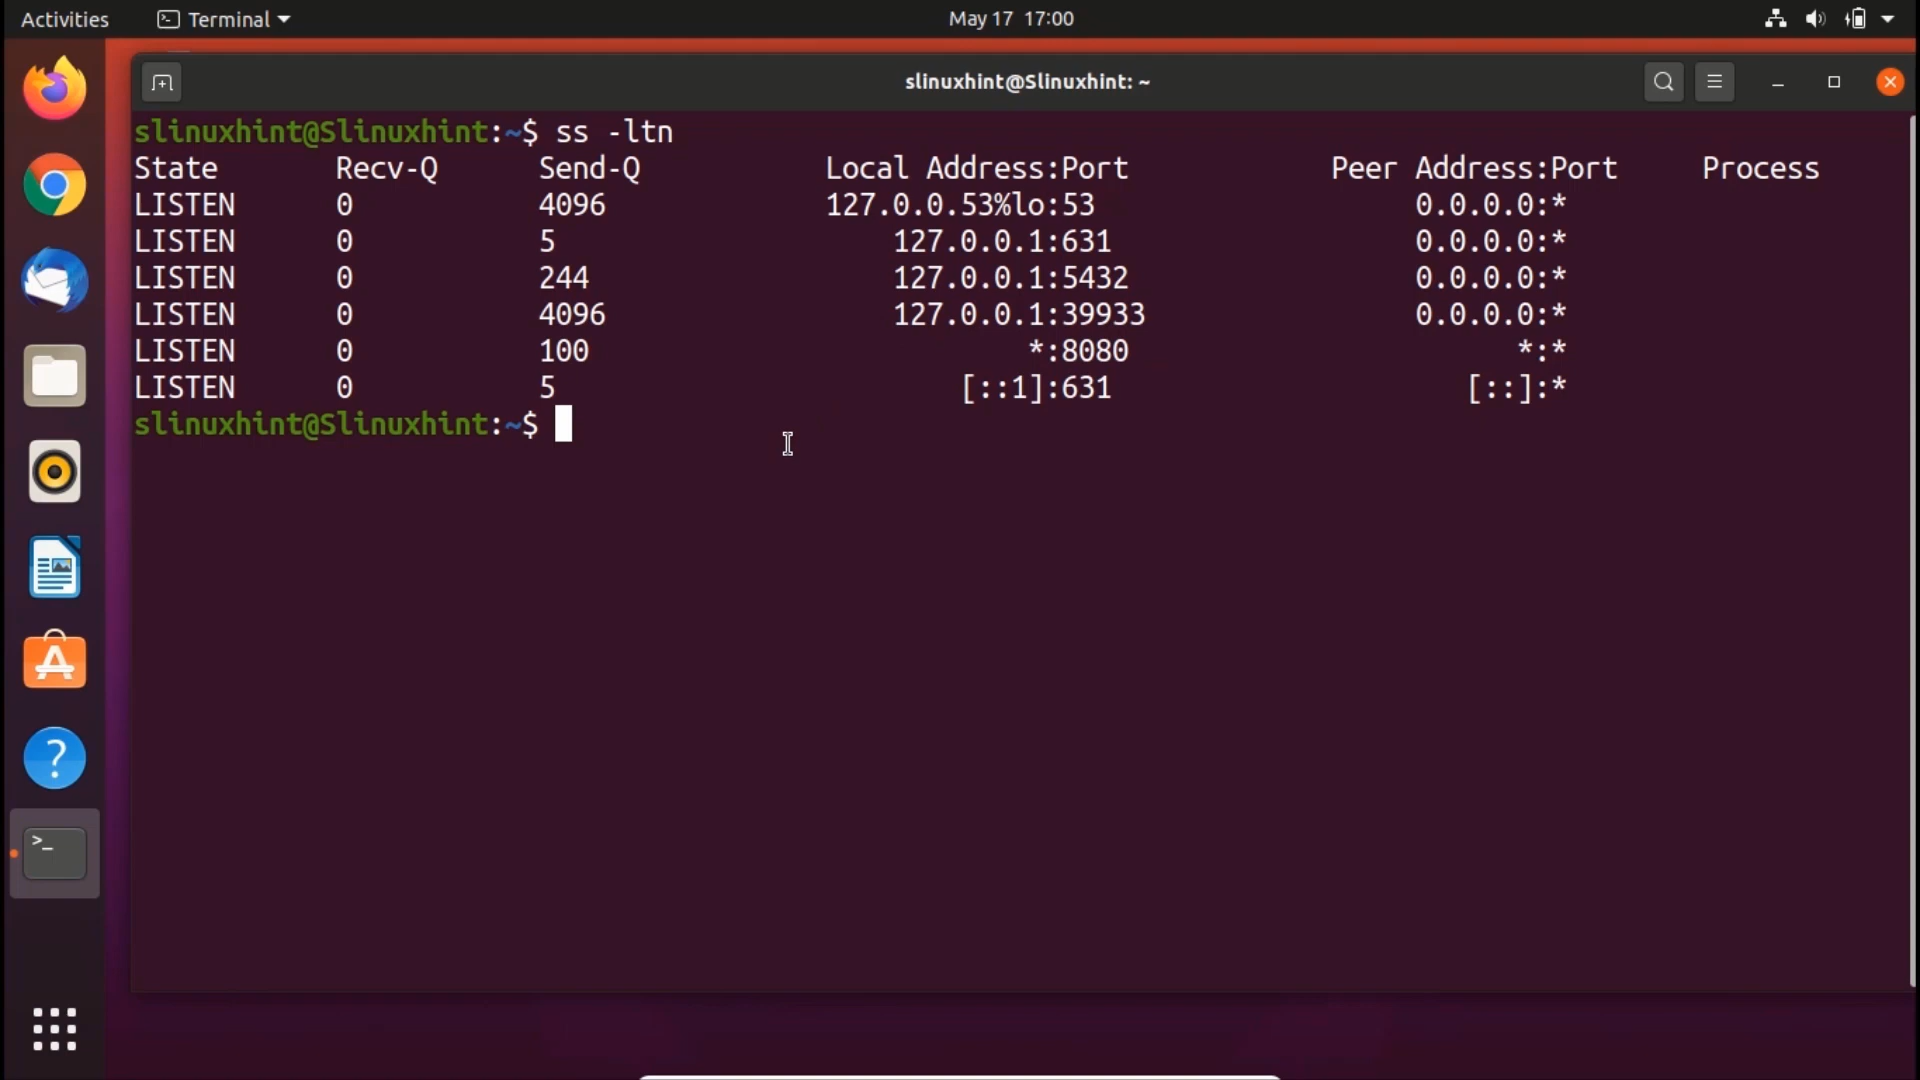 Activities Terminal May 17 17:00
slinuxhint@Slinuxhint: ~
slinuxhint@Slinuxhint:~$ ss -ltn
State Recv-Q Send-Q Local Address:Port Peer Address:Port Process
LISTEN 0 4096 127.0.0.53%lo:53 0.0.0.0:*
LISTEN 0 5 127.0.0.1:631 0.0.0.0:*
LISTEN 0 244 127.0.0.1:5432 0.0.0.0:*
LISTEN 0 4096 127.0.0.1:39933 0.0.0.0:*
LISTEN 0 100 *:8080 *:*
LISTEN 0 5 [::1]:631 [::]:*
slinuxhint@Slinuxhint:~$